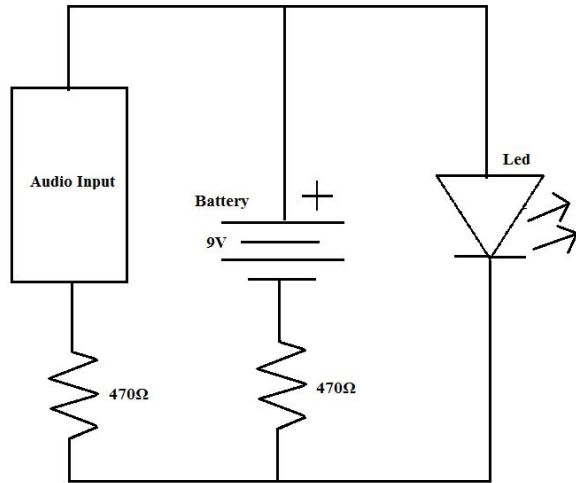 Led
Audio Input
Battery
+
9V
470Ω
470Ω